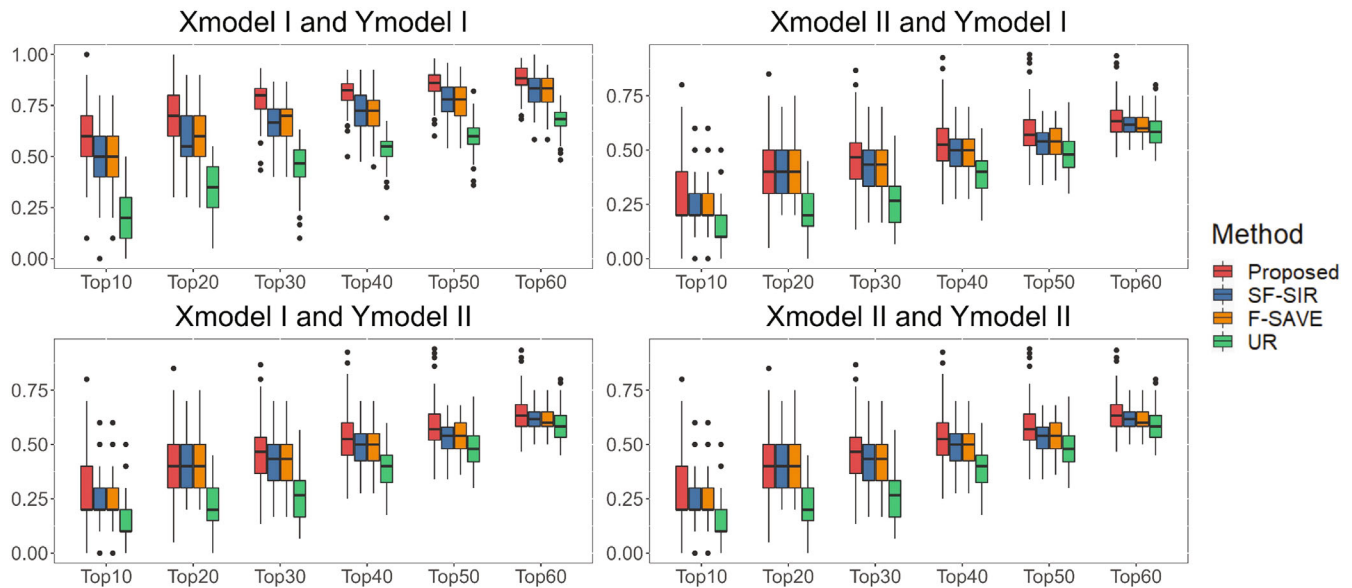 Xmodel I and Ymodel I
1.00
0.75
0.50
0.25
0.00
Top10 Top20 Top30 Top40 Top50 Top60
Xmodel II and Ymodel I
0.75
0.50
0.25
0.00
Top10 Top20 Top30 Top40 Top50 Top60
Xmodel I and Ymodel II
0.75
0.50
0.25
0.00
Top10 Top20 Top30 Top40 Top50 Top60
Xmodel II and Ymodel II
0.75
0.50
0.25
0.00
Top10 Top20 Top30 Top40 Top50 Top60
Method
Proposed
SF-SIR
F-SAVE
UR